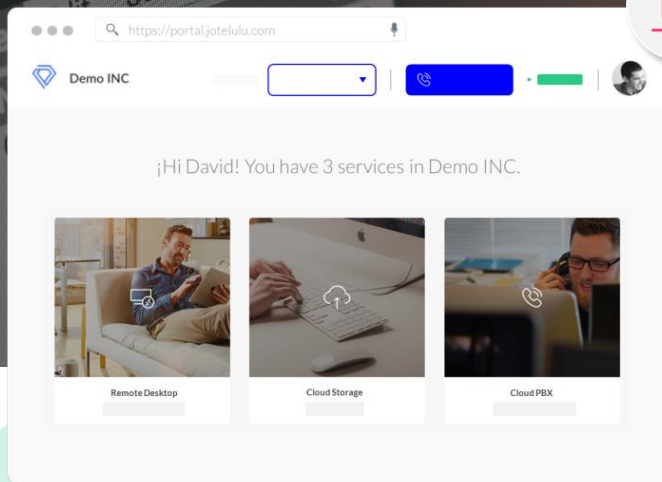 https://portal.jotelulu.com
Demo INC
¡Hi David! You have 3 services in Demo INC.
Remote Desktop
Cloud Storage
Cloud PBX